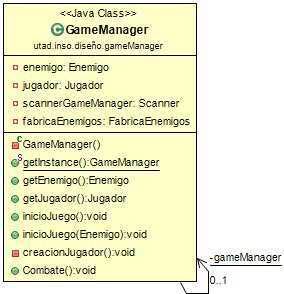 <<Java Class>>
GameManager
utad.inso.diseño.gameManager
enemigo: Enemigo
jugador: Jugador
scannerGameManager: Scanner
fabricaEnemigos: FabricaEnemigos
GameManager()
getInstance():GameManager
getEnemigo():Enemigo
getJugador():Jugador
inicioJuego():void
inicioJuego(Enemigo):void
creacionJugador():void
Combate():void
-gameManager
0..1